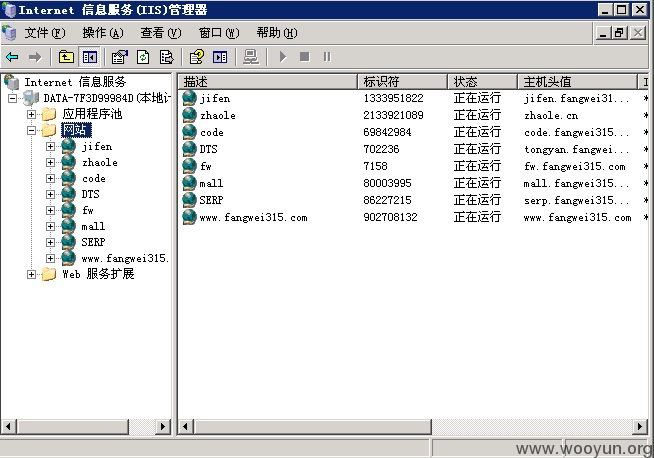 Internet 信息服务(IIS)管理器
文件(F) 操作(A) 查看(V) 窗口(W) 帮助(H)
Internet 信息服务
DATA-7F3D99984D(本地计
应用程序池
网站
jifen
zhaole
code
DTS
fw
mall
SERP
www.fangwei315.
Web 服务扩展
描述 标识符 状态 主机头值 I
jifen 1333951822 正在运行 jifen.fangwei31... *
zhaole 2133921089 正在运行 zhaole.cn *
code 69842984 正在运行 code.fangwei315... *
DTS 702236 正在运行 tongyan.fangwei... *
fw 7158 正在运行 fw.fangwei315.com *
mall 80003995 正在运行 mall.fangwei315... *
SERP 86227215 正在运行 serp.fangwei315... *
www.fangwei315.com 902708132 正在运行 www.fangwei315.com *
www.wooyun.org